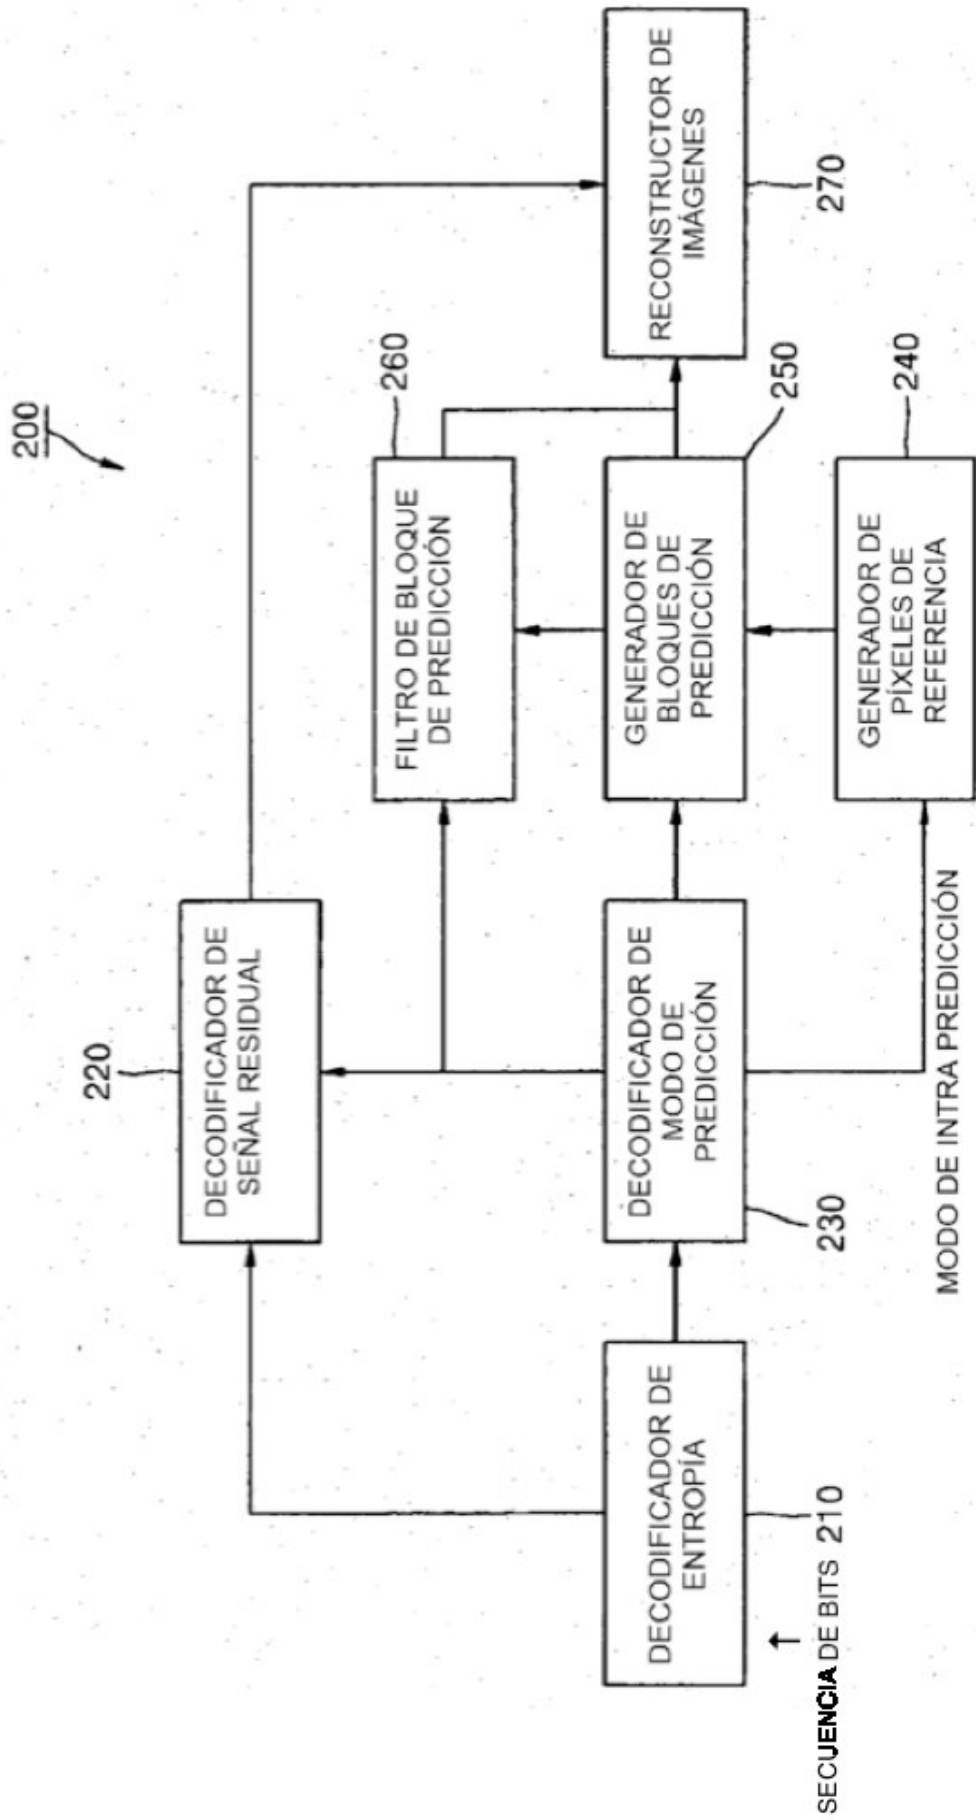 200
220
DECODIFICADOR DE
SEÑAL RESIDUAL
260
FILTRO DE BLOQUE
DE PREDICCIÓN
DECODIFICADOR DE
ENTROPÍA
210
SECUENCIA DE BITS
DECODIFICADOR DE
MODO DE
PREDICCIÓN
230
GENERADOR DE
BLOQUES DE
PREDICCIÓN
250
RECONSTRUCTOR DE
IMÁGENES
270
MODO DE INTRA PREDICCIÓN
GENERADOR DE
PÍXELES DE
REFERENCIA
240